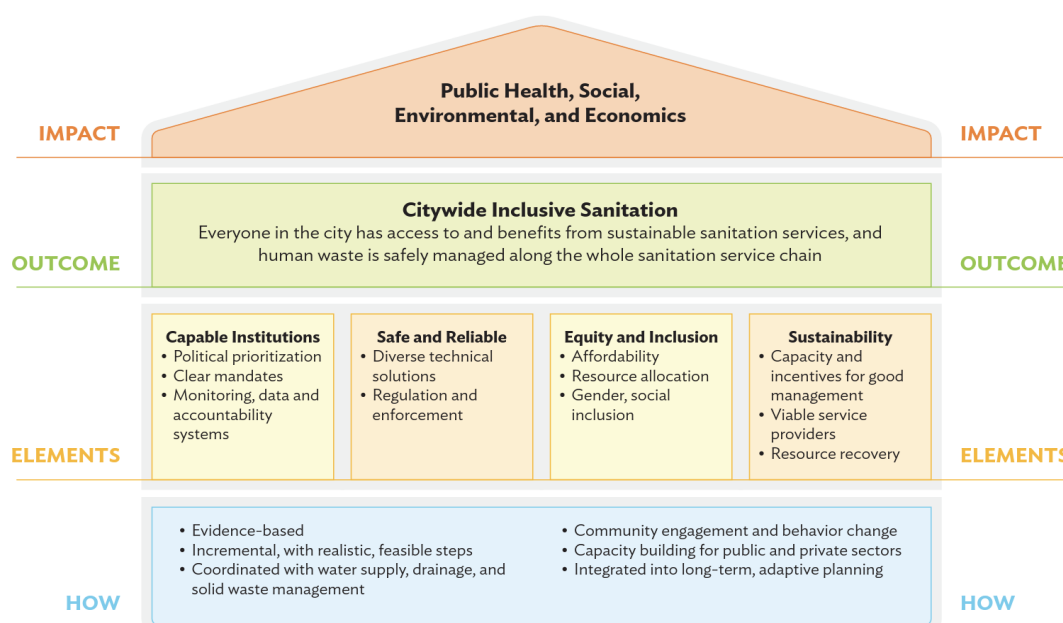 Public Health, Social,
Environmental, and Economics
IMPACT
IMPACT
Citywide Inclusive Sanitation
Everyone in the city has access to and benefits from sustainable sanitation services, and
human waste is safely managed along the whole sanitation service chain
OUTCOME
OUTCOME
Capable Institutions
• Political prioritization
• Clear mandates
• Monitoring, data and
accountability
systems
Safe and Reliable
• Diverse technical
solutions
• Regulation and
enforcement
Equity and Inclusion
• Affordability
• Resource allocation
• Gender, social
inclusion
Sustainability
• Capacity and
incentives for good
management
• Viable service
providers
• Resource recovery
ELEMENTS
ELEMENTS
• Evidence-based
• Incremental, with realistic, feasible steps
• Coordinated with water supply, drainage, and
solid waste management
• Community engagement and behavior change
• Capacity building for public and private sectors
• Integrated into long-term, adaptive planning
HOW
HOW